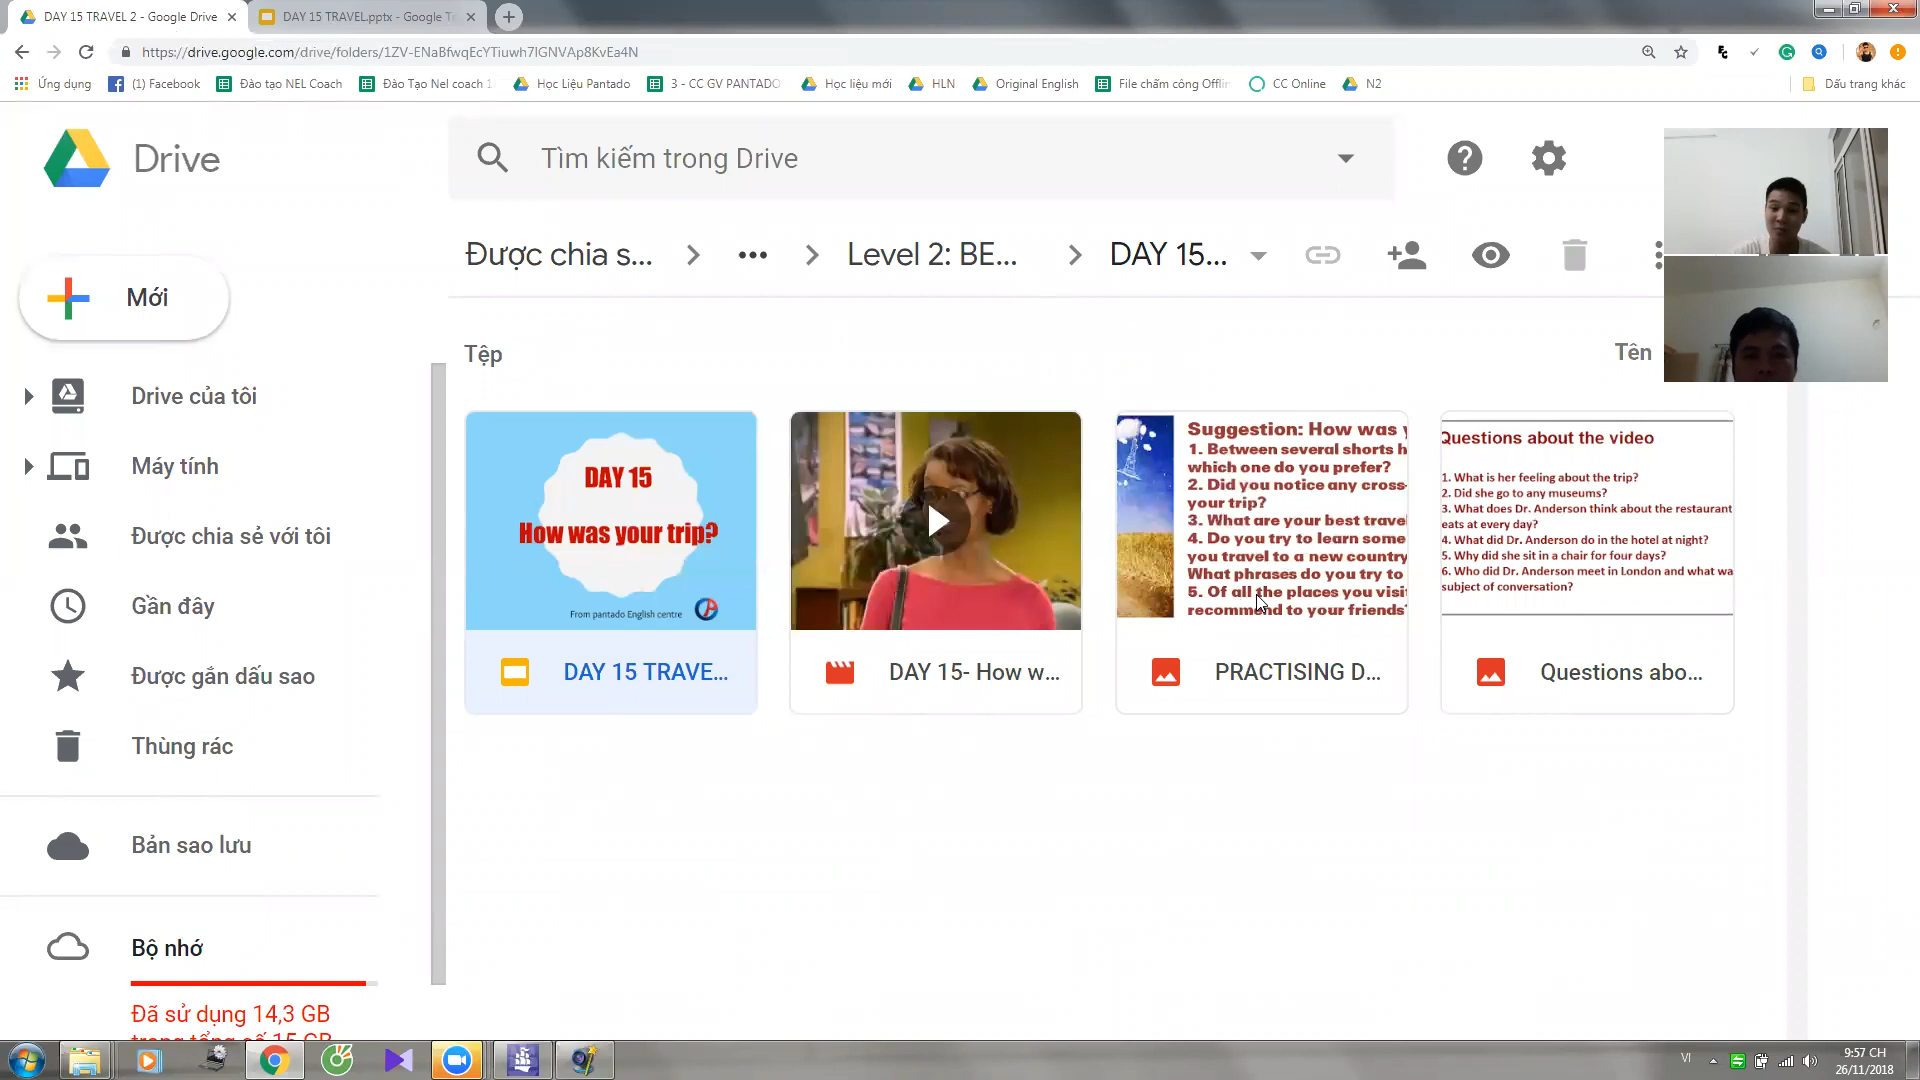 DAY 15 TRAVEL 2 - Google Drive
DAY 15 TRAVEL.pptx - Google T
https://drive.google.com/drive/folders/1ZV-ENaBfwqEcYTiuwh7IGNVAp8KvEa4N
Ứng dụng
(1) Facebook
Đào tạo NEL Coach
Đào Tạo Nel coach 1
Học Liệu Pantado
3 - CC GV PANTADO
Học liệu mới
HLN
Original English
File chấm công Offlin
CC Online
N2
Dấu trang khác
Drive
Tìm kiếm trong Drive
Được chia s...
Level 2: BE...
DAY 15...
Mới
Tệp
Tên
Drive của tôi
Máy tính
Được chia sẻ với tôi
Gần đây
Được gắn dấu sao
Thùng rác
Bản sao lưu
Bộ nhớ
Đã sử dụng 14,3 GB
trong tổng số 15 GB
DAY 15
How was your trip?
From pantado English centre
DAY 15 TRAVE...
DAY 15- How w...
Suggestion: How was y
1. Between several shorts h
which one do you prefer?
2. Did you notice any cross-
your trip?
3. What are your best trave
4. Do you try to learn some
you travel to a new country
What phrases do you try to
5. Of all the places you visi
recommend to your friends?
PRACTISING D...
Questions about the video
1. What is her feeling about the trip?
2. Did she go to any museums?
3. What does Dr. Anderson think about the restaurant
eats at every day?
4. What did Dr. Anderson do in the hotel at night?
5. Why did she sit in a chair for four days?
6. Who did Dr. Anderson meet in London and what wa
subject of conversation?
Questions abo...
VI
9:57 CH
26/11/2018